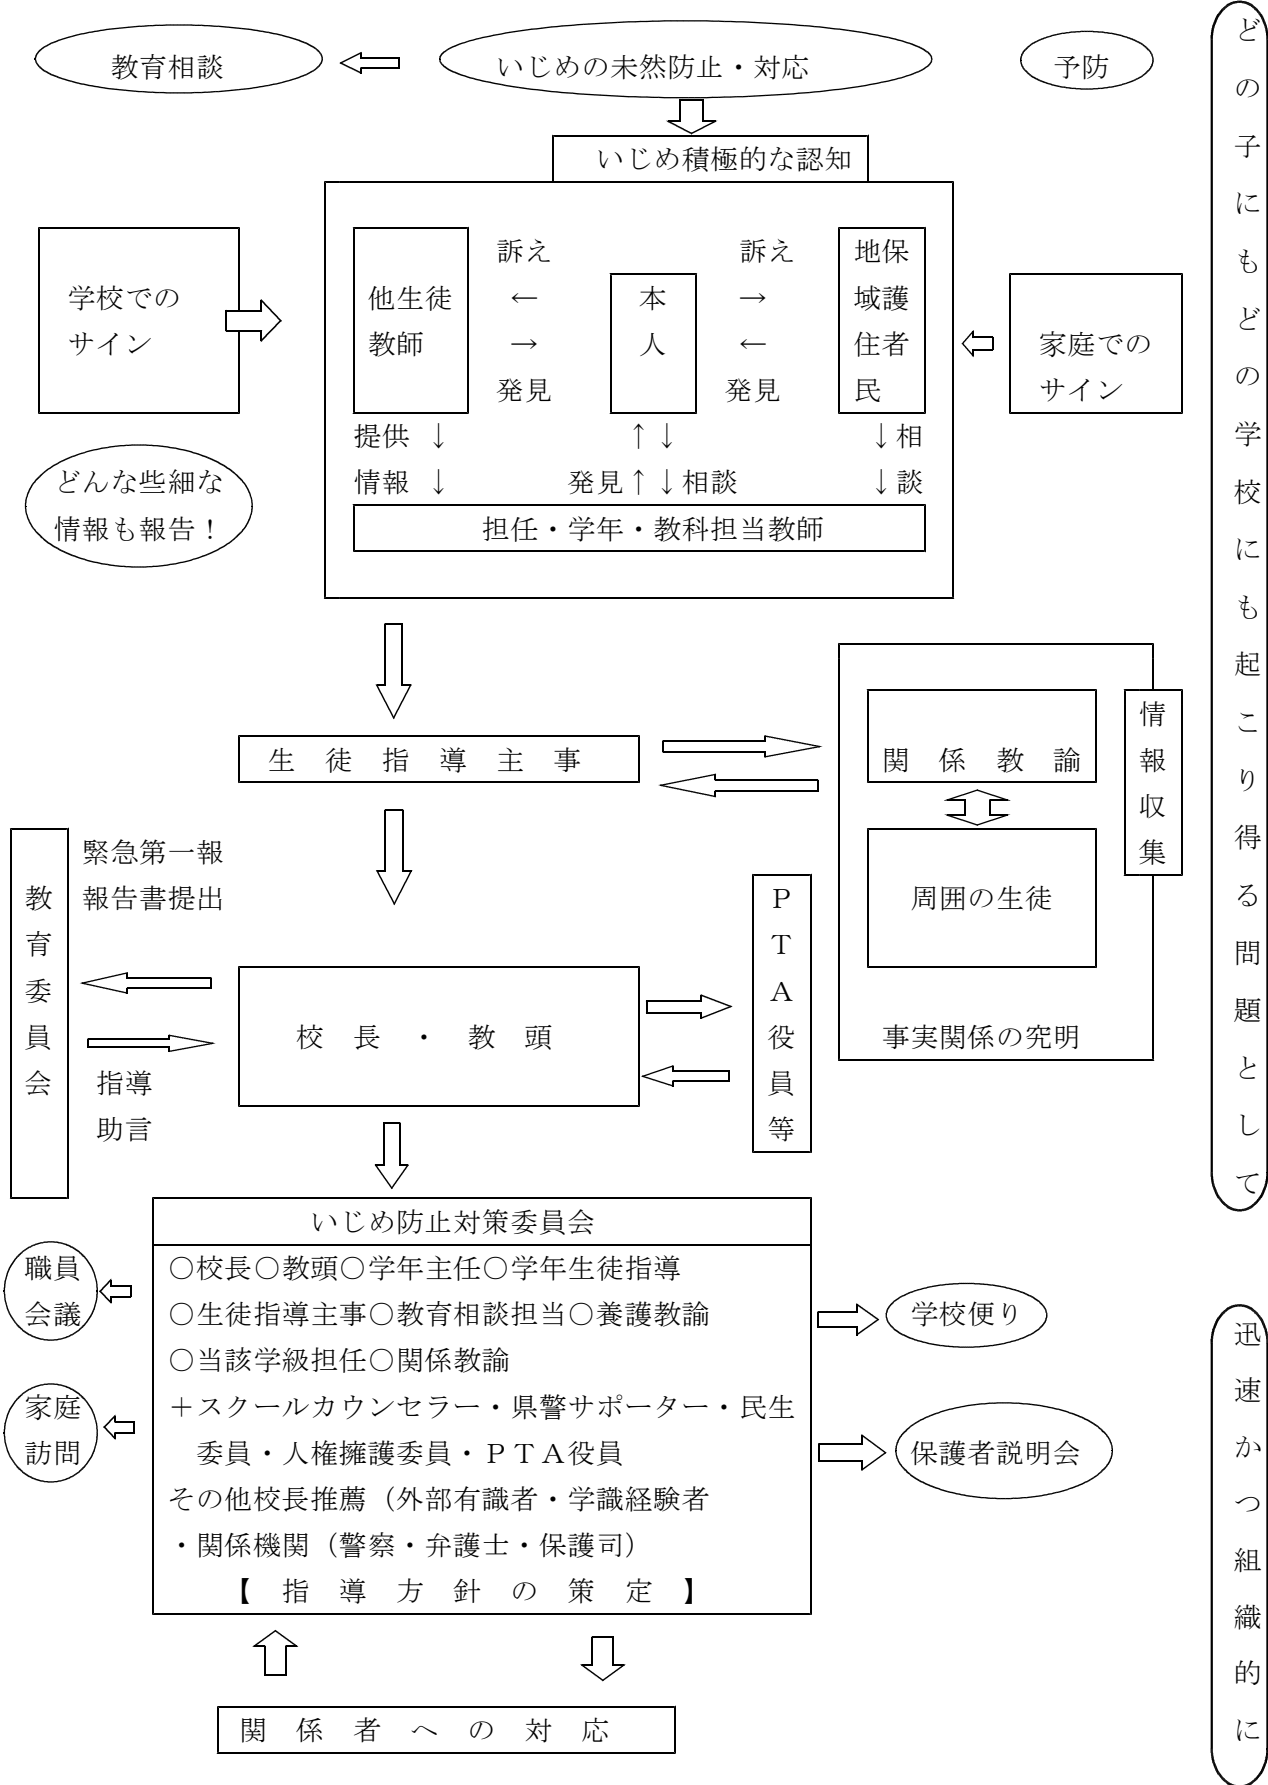 教育相談
いじめの未然防止・対応
予防
どの子にもどの学校にも起こり得る問題として
いじめ積極的な認知
学校での
サイン
他生徒
教師
訴え
←
→
発見
本人
訴え
→
←
発見
地域住民
保護者
家庭での
サイン
提供 ↓
情報 ↓
↑↓
発見↑↓相談
↓相
↓談
どんな些細な
情報も報告！
担任・学年・教科担当教師
生徒指導主事
情報収集
関係教諭
周囲の生徒
事実関係の究明
教育委員会
緊急第一報
報告書提出
指導
助言
校長・教頭
ＰＴＡ役員等
いじめ防止対策委員会
○校長○教頭○学年主任○学年生徒指導
○生徒指導主事○教育相談担当○養護教諭
○当該学級担任○関係教諭
＋スクールカウンセラー・県警サポーター・民生
委員・人権擁護委員・ＰＴＡ役員
その他校長推薦（外部有識者・学識経験者
・関係機関（警察・弁護士・保護司）
【指導方針の策定】
職員
会議
家庭
訪問
学校便り
保護者説明会
迅速かつ組織的に
関係者への対応